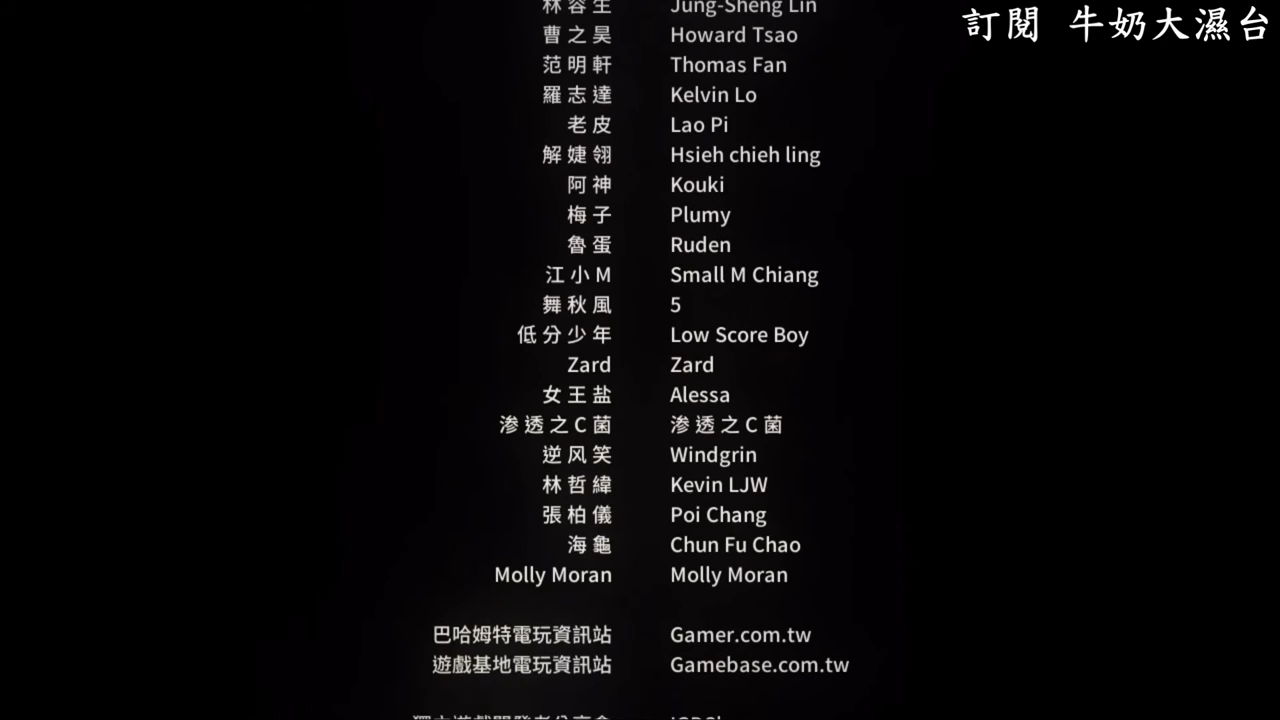 訂閱 牛奶大濕台
林容生 Jung-Sheng Lin
曹之昊 Howard Tsao
范明軒 Thomas Fan
羅志達 Kelvin Lo
老皮 Lao Pi
解婕翎 Hsieh chieh ling
阿神 Kouki
梅子 Plumy
魯蛋 Ruden
江小M Small M Chiang
舞秋風 5
低分少年 Low Score Boy
Zard Zard
女王盐 Alessa
渗透之C菌 渗透之C菌
逆风笑 Windgrin
林哲緯 Kevin LJW
張柏儀 Poi Chang
海龜 Chun Fu Chao
Molly Moran Molly Moran
巴哈姆特電玩資訊站 Gamer.com.tw
遊戲基地電玩資訊站 Gamebase.com.tw